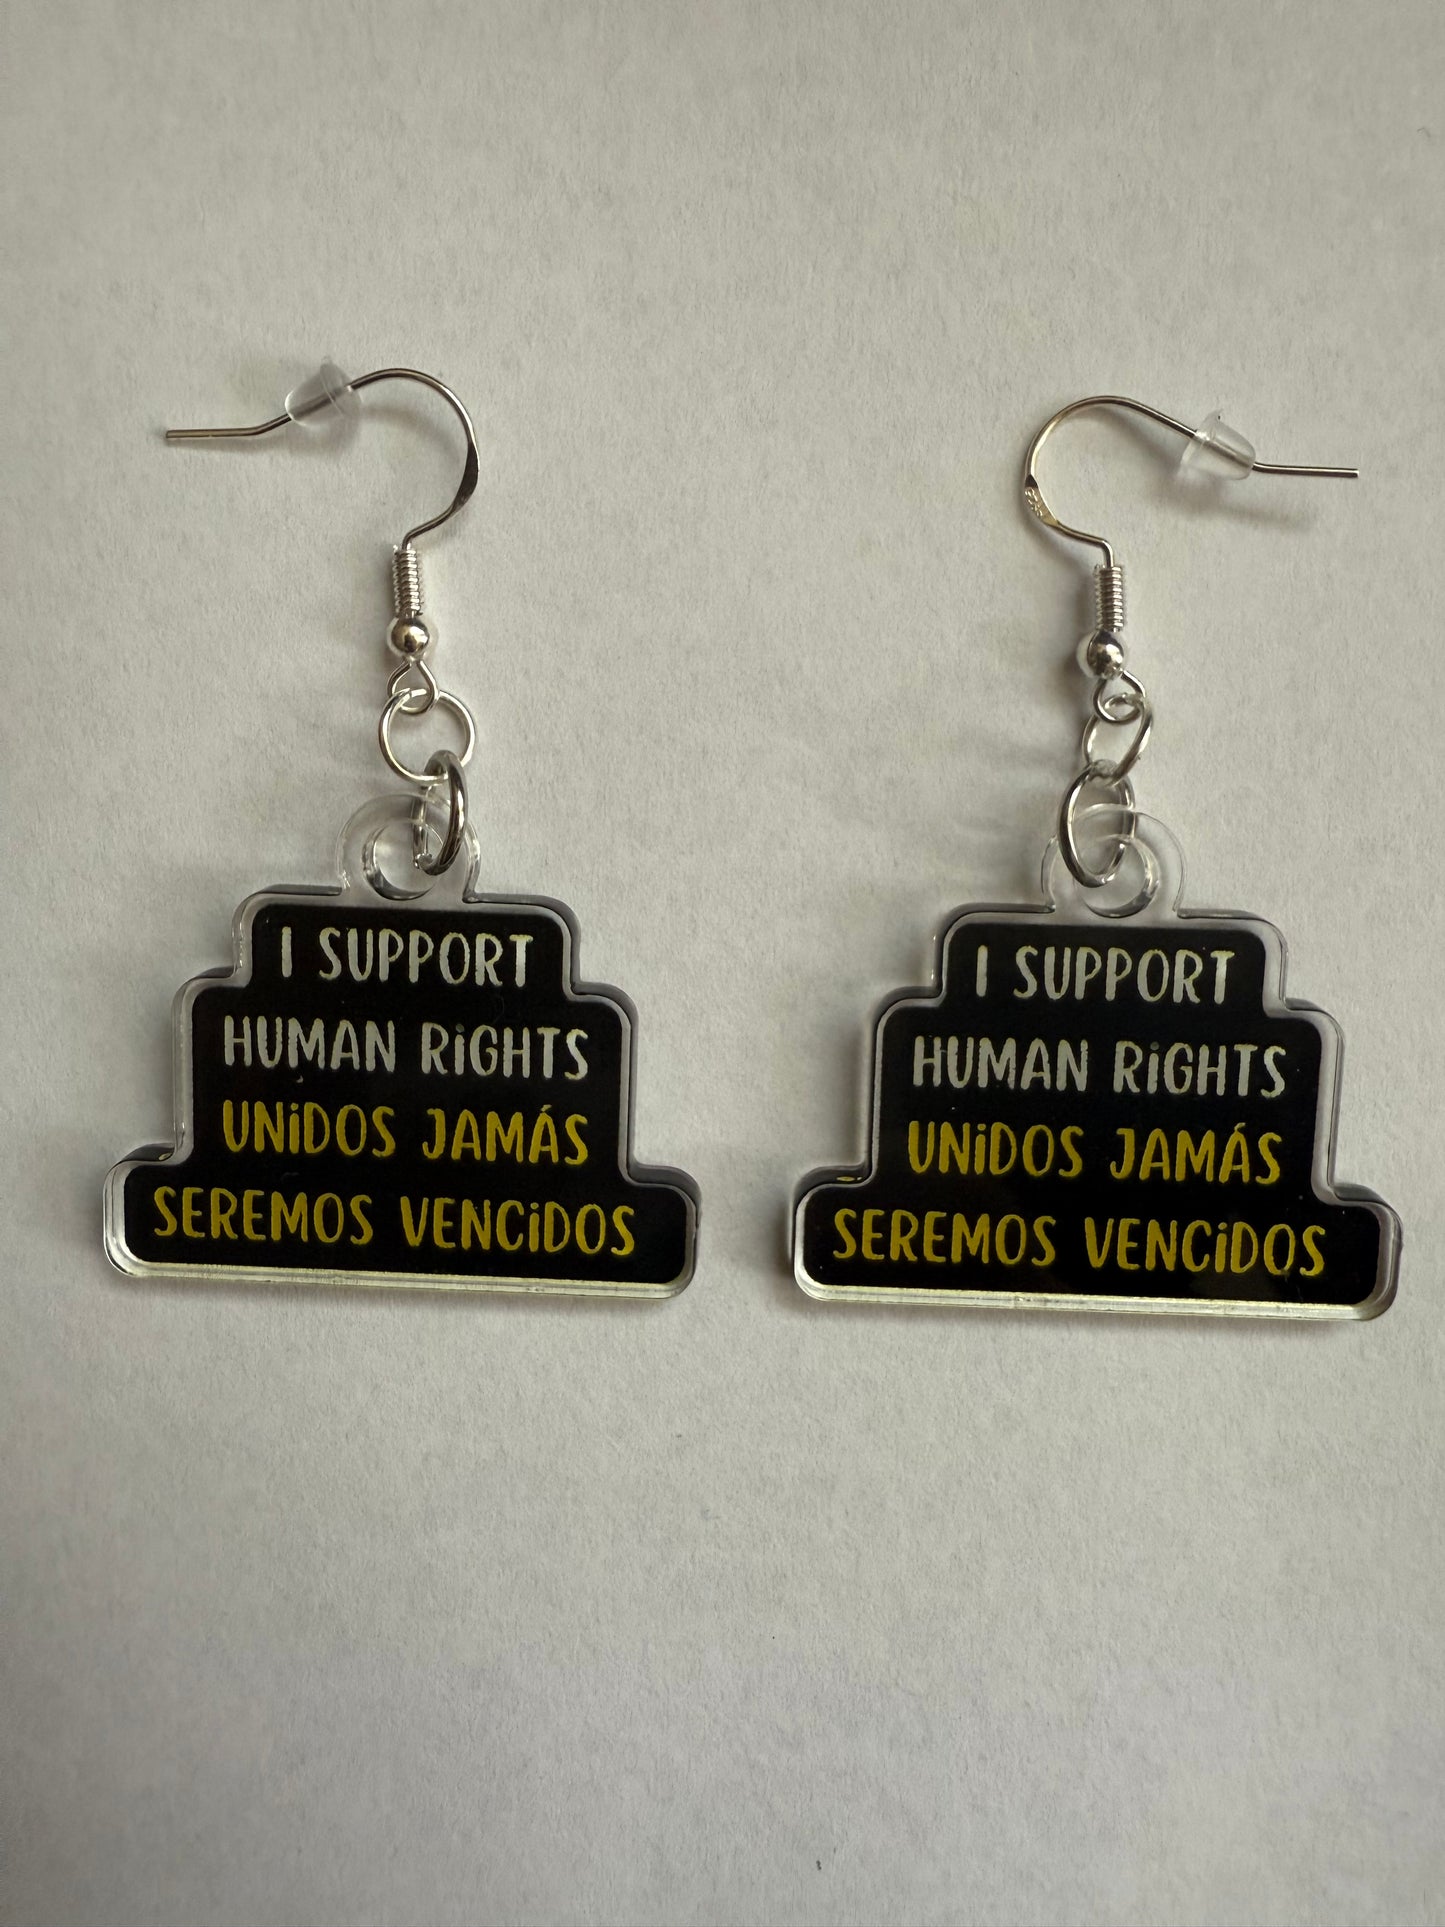 I SUPPORT
HUMAN RiGHTS
UNiDOS JAMÁS
SEREMOS VENCiDOS
I SUPPORT
HUMAN RiGHTS
UNiDOS JAMÁS
SEREMOS VENCiDOS